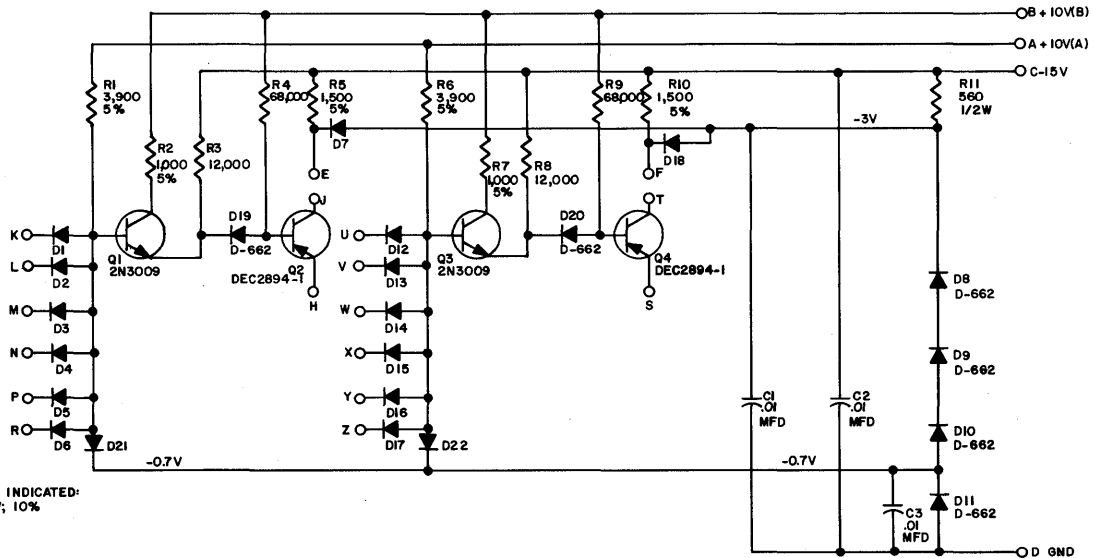 B+10V(B)
A+10V(A)
C-15V
R1
3,900
5%
R2
1,000
5%
R3
12,000
R4
68,000
R5
1,500
5%
D7
R6
3,900
5%
R7
1,000
5%
R8
12,000
R9
68,000
R10
1,500
5%
D18
-3V
R11
560
1/2W
E
J
F
T
K
D1
L
D2
M
D3
N
D4
P
D5
R
D6
D21
Q1
2N3009
D19
D-662
Q2
DEC2894-1
H
U
D12
V
D13
W
D14
X
D15
Y
D16
Z
D17
D22
Q3
2N3009
D20
D-662
Q4
DEC2894-1
S
D8
D-662
D9
D-662
D10
D-662
D11
D-662
C1
.01
MFD
C2
.01
MFD
C3
.01
MFD
-0.7V
-0.7V
INDICATED:
; 10%
D GND